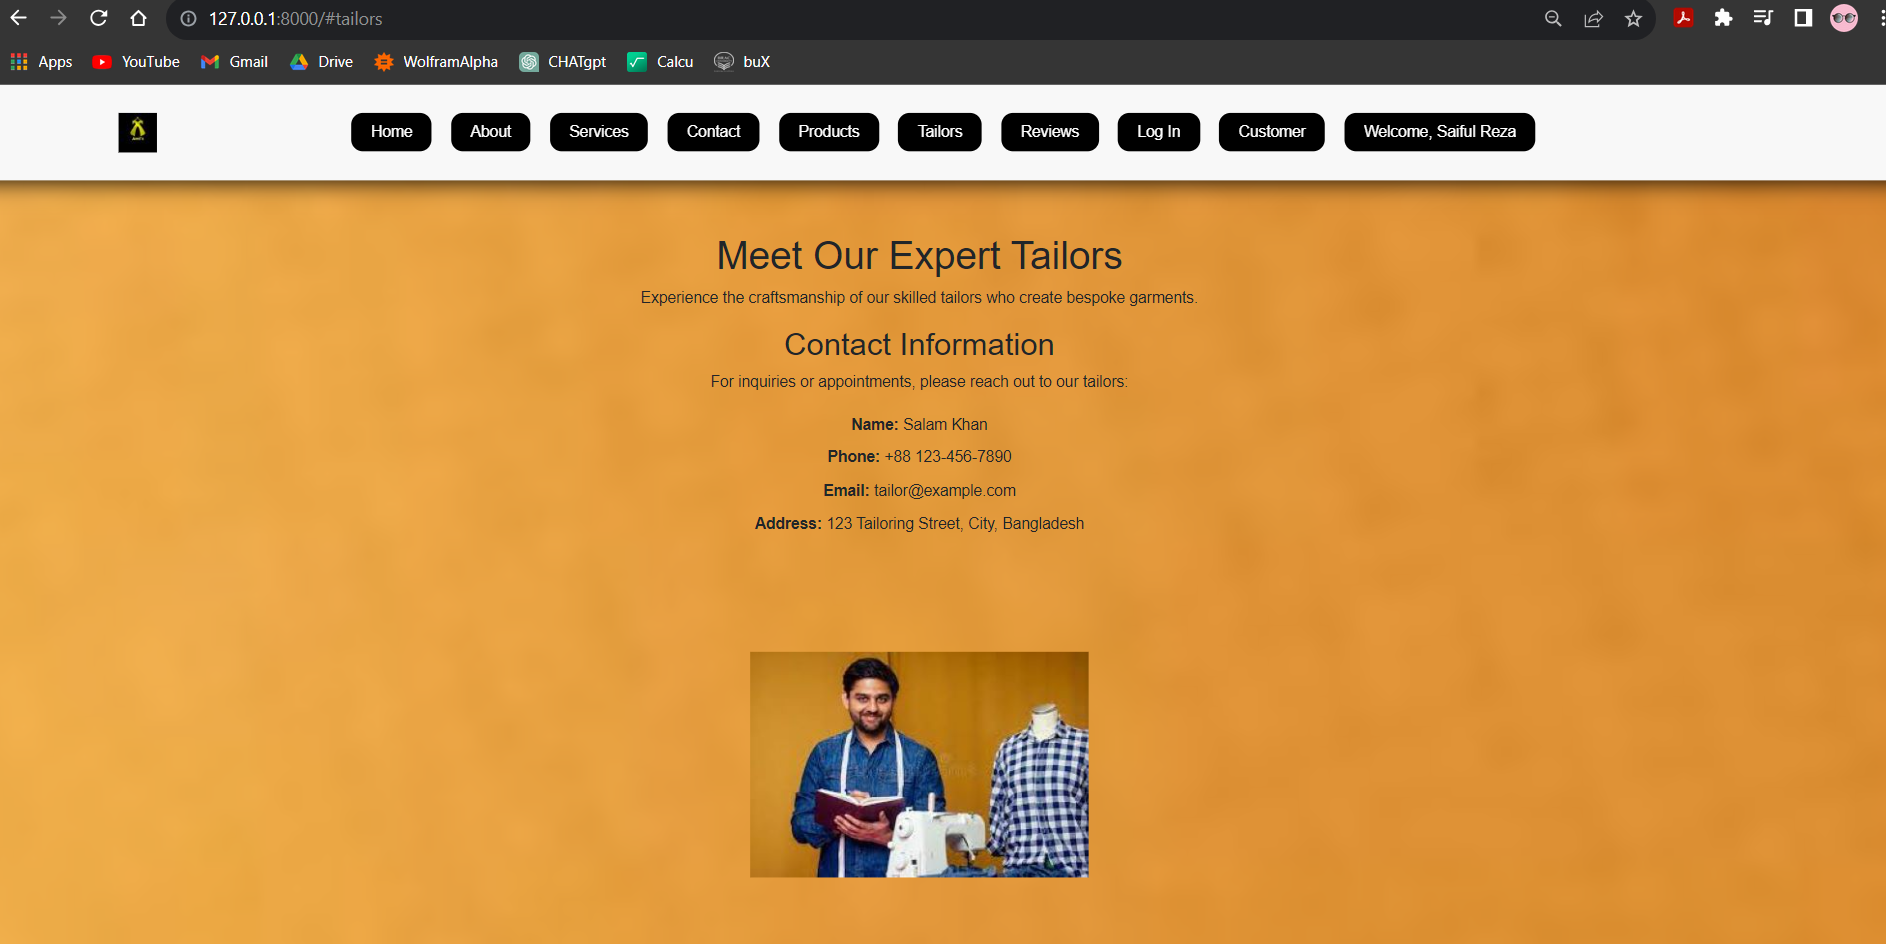 127.0.0.1:8000/#tailors
Apps YouTube Gmail Drive WolframAlpha CHATgpt Calcu buX
Home About Services Contact Products Tailors Reviews Log In Customer Welcome, Saiful Reza
Meet Our Expert Tailors
Experience the craftsmanship of our skilled tailors who create bespoke garments.
Contact Information
For inquiries or appointments, please reach out to our tailors:
Name: Salam Khan
Phone: +88 123-456-7890
Email: tailor@example.com
Address: 123 Tailoring Street, City, Bangladesh